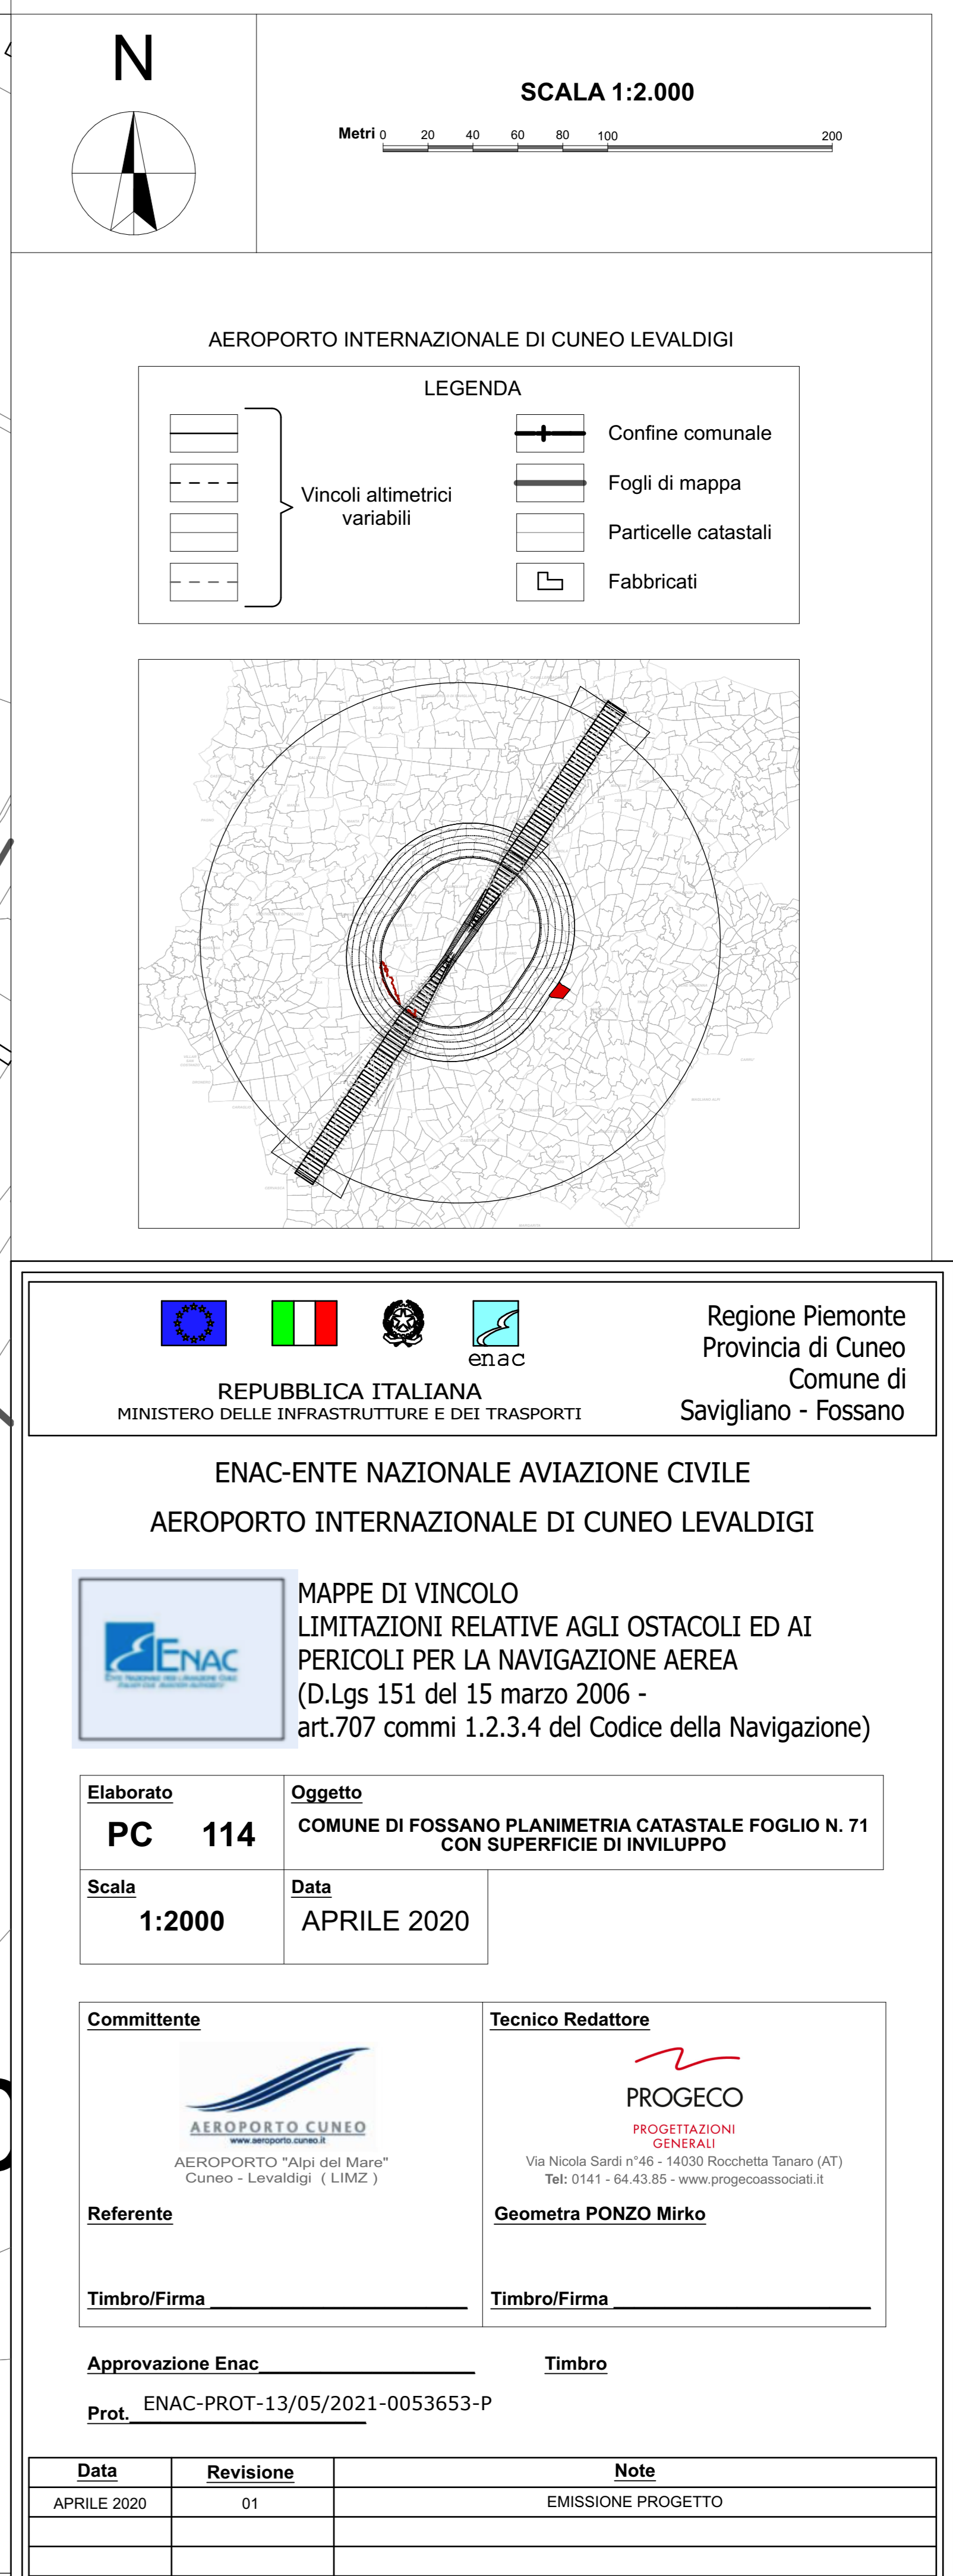 N
SCALA 1:2.000
Metri 0 20 40 60 80 100 200
AEROPORTO INTERNAZIONALE DI CUNEO LEVALDIGI
LEGENDA
Vincoli altimetrici
variabili
Confine comunale
Fogli di mappa
Particelle catastali
Fabbricati
enac
REPUBBLICA ITALIANA
MINISTERO DELLE INFRASTRUTTURE E DEI TRASPORTI
Regione Piemonte
Provincia di Cuneo
Comune di
Savigliano - Fossano
ENAC-ENTE NAZIONALE AVIAZIONE CIVILE
AEROPORTO INTERNAZIONALE DI CUNEO LEVALDIGI
ENAC
MAPPE DI VINCOLO
LIMITAZIONI RELATIVE AGLI OSTACOLI ED AI
PERICOLI PER LA NAVIGAZIONE AEREA
(D.Lgs 151 del 15 marzo 2006 -
art.707 commi 1.2.3.4 del Codice della Navigazione)
Elaborato
PC 114
Oggetto
COMUNE DI FOSSANO PLANIMETRIA CATASTALE FOGLIO N. 71
CON SUPERFICIE DI INVILUPPO
Scala
1:2000
Data
APRILE 2020
Committente
AEROPORTO CUNEO
www.aeroporto.cuneo.it
AEROPORTO "Alpi del Mare"
Cuneo - Levaldigi ( LIMZ )
Referente
Timbro/Firma
Tecnico Redattore
PROGECO
PROGETTAZIONI
GENERALI
Via Nicola Sardi n°46 - 14030 Rocchetta Tanaro (AT)
Tel: 0141 - 64.43.85 - www.progecoassociati.it
Geometra PONZO Mirko
Timbro/Firma
Approvazione Enac
Timbro
Prot. ENAC-PROT-13/05/2021-0053653-P
Data Revisione Note
APRILE 2020 01 EMISSIONE PROGETTO